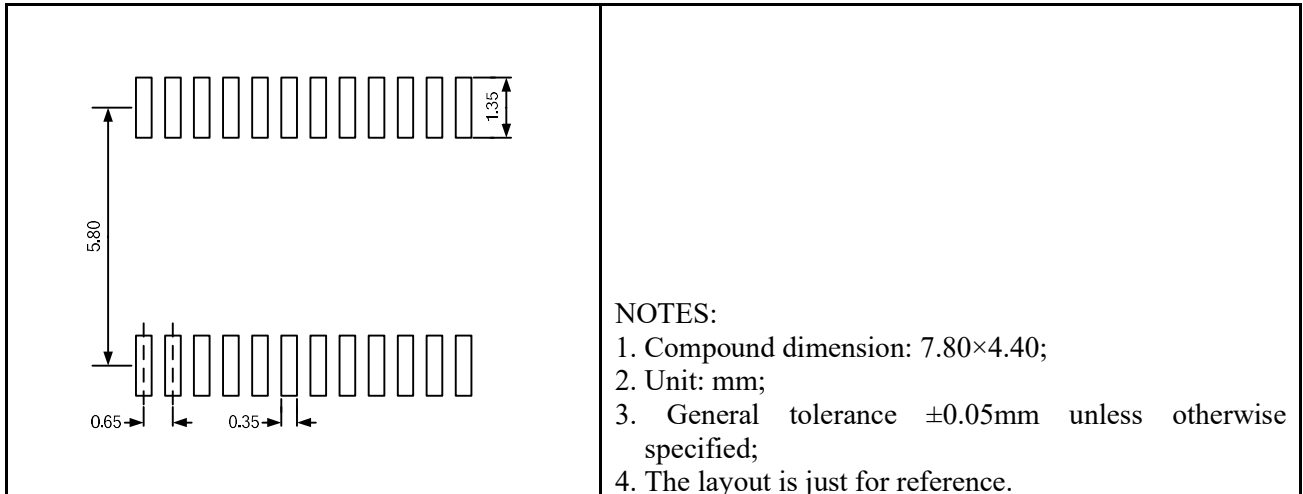 1.35
5.80
0.65
0.35
NOTES:
1. Compound dimension: 7.80×4.40;
2. Unit: mm;
3. General tolerance ±0.05mm unless otherwise
specified;
4. The layout is just for reference.